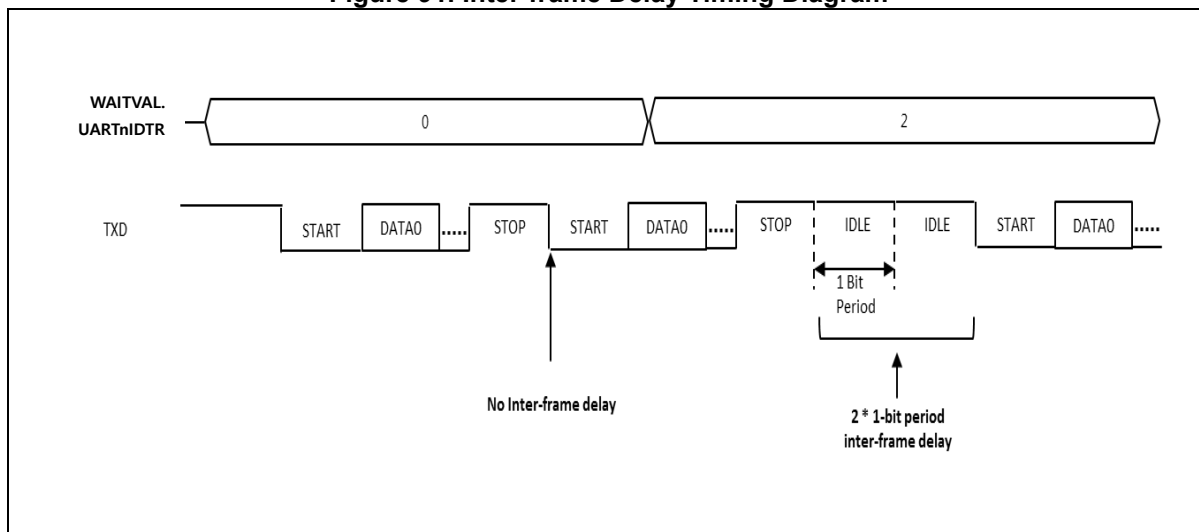 WAITVAL.
UARTnIDTR
0
2
TXD
START
DATA0
.....
STOP
START
DATA0
.....
STOP
IDLE
IDLE
START
DATA0
.....
1 Bit
Period
No Inter-frame delay
2 * 1-bit period
inter-frame delay